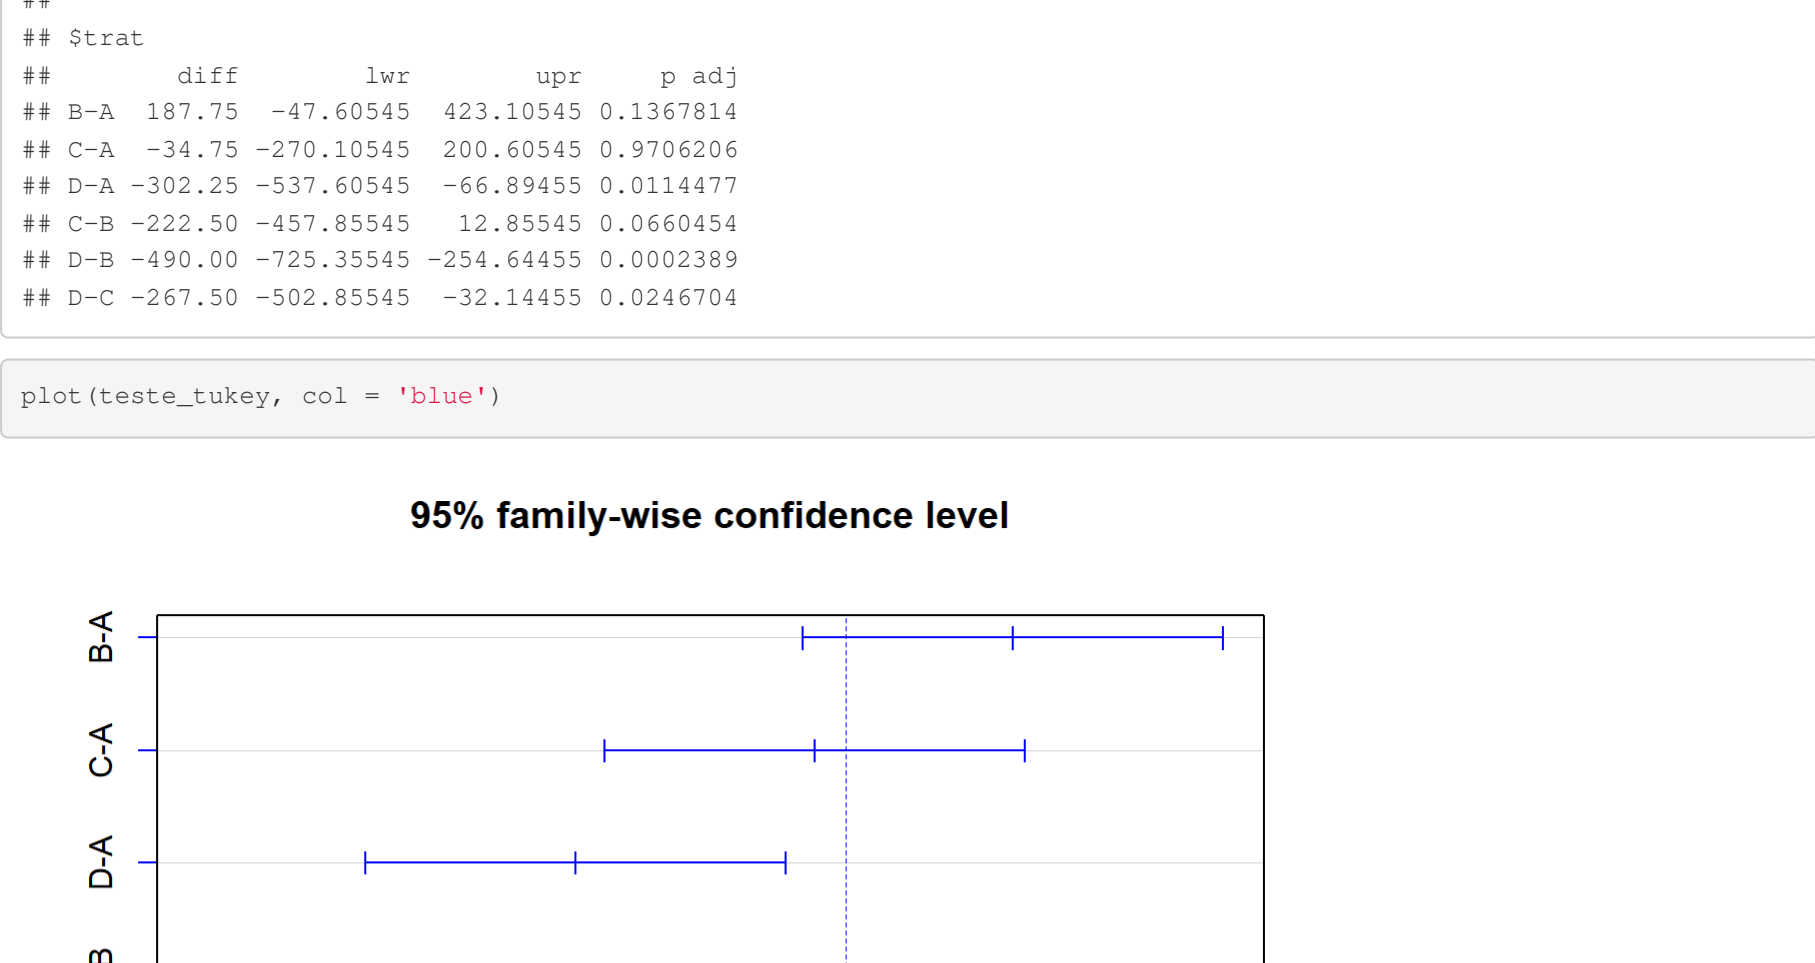 ##
## $trat
##        diff        lwr        upr     p adj
## B-A  187.75  -47.60545  423.10545 0.1367814
## C-A  -34.75 -270.10545  200.60545 0.9706206
## D-A -302.25 -537.60545  -66.89455 0.0114477
## C-B -222.50 -457.85545   12.85545 0.0660454
## D-B -490.00 -725.35545 -254.64455 0.0002389
## D-C -267.50 -502.85545  -32.14455 0.0246704
plot(teste_tukey, col = 'blue')
95% family-wise confidence level
B-A
C-A
D-A
B